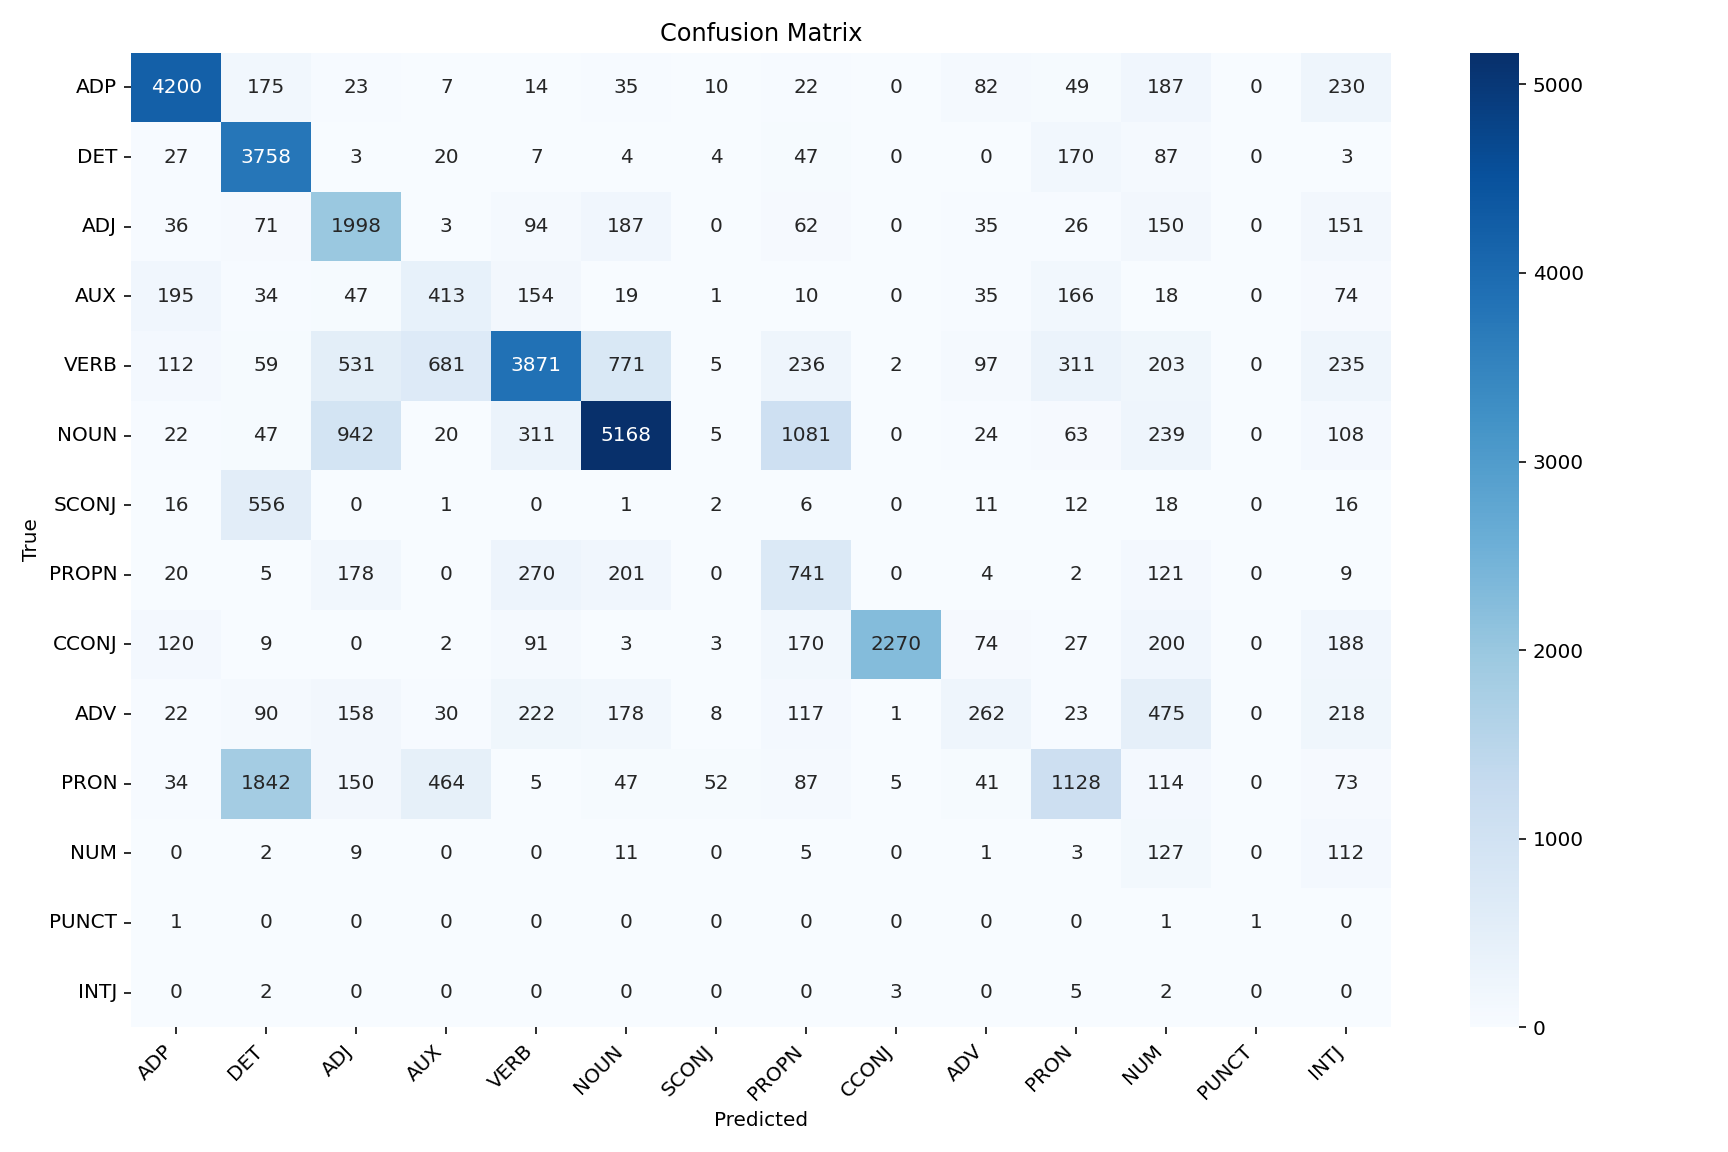 Confusion Matrix
ADP 4200 175 23 7 14 35 10 22 0 82 49 187 0 230
DET 27 3758 3 20 7 4 4 47 0 0 170 87 0 3
ADJ 36 71 1998 3 94 187 0 62 0 35 26 150 0 151
AUX 195 34 47 413 154 19 1 10 0 35 166 18 0 74
VERB 112 59 531 681 3871 771 5 236 2 97 311 203 0 235
NOUN 22 47 942 20 311 5168 5 1081 0 24 63 239 0 108
SCONJ 16 556 0 1 0 1 2 6 0 11 12 18 0 16
PROPN 20 5 178 0 270 201 0 741 0 4 2 121 0 9
CCONJ 120 9 0 2 91 3 3 170 2270 74 27 200 0 188
ADV 22 90 158 30 222 178 8 117 1 262 23 475 0 218
PRON 34 1842 150 464 5 47 52 87 5 41 1128 114 0 73
NUM 0 2 9 0 0 11 0 5 0 1 3 127 0 112
PUNCT 1 0 0 0 0 0 0 0 0 0 0 1 1 0
INTJ 0 2 0 0 0 0 0 0 3 0 5 2 0 0
ADP DET ADJ AUX VERB NOUN SCONJ PROPN CCONJ ADV PRON NUM PUNCT INTJ
Predicted
True
5000
4000
3000
2000
1000
0